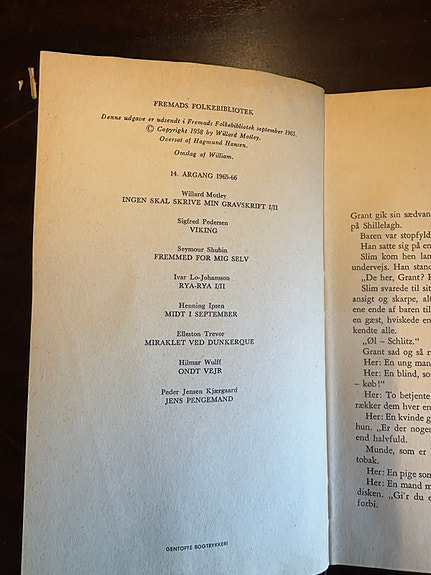 FREMADS FOLKEBIBLIOTEK
Denne udgave er udsendt i Fremads Folkebibliotek september 1965.
© Copyright 1958 by Willard Motley.
Oversat af Hagmund Hansen.
Omslag af William.
14. ARGANG 1965-66
Willard Motley
INGEN SKAL SKRIVE MIN GRAVSKRIFT I/II
Sigfred Pedersen
VIKING
Seymour Shubin
FREMMED FOR MIG SELV
Ivar Lo-Johansson
RYA-RYA I/II
Henning Ipsen
MIDT I SEPTEMBER
Elleston Trevor
MIRAKLET VED DUNKERQUE
Hilmar Wulff
ONDT VEJR
Peder Jensen Kjærgaard
JENS PENGEMAND
GENTOFTE BOGTRYKKERI
Grant gik sin sædvan
på Shillelagh.
Baren var stopfyld
Han satte sig på en
Slim kom hen lan
undervejs. Han stand
„De her, Grant? H
Slim svarede til sit
ansigt og skarpe, alt
ene ende af baren til
en gæst, hviskede en
kendte alle.
„Øl – Schlitz.“
Grant sad og så r
Her: En ung man
Her: En blind, so
– køb!“
Her: To betjente
rækker dem hver en
Her: En kvinde g
hun. „Er der noger
end halvfuld.
Munde, som er
tobak.
Her: En pige som
Her: En mand m
disken. „Gi'r du e
forbi.